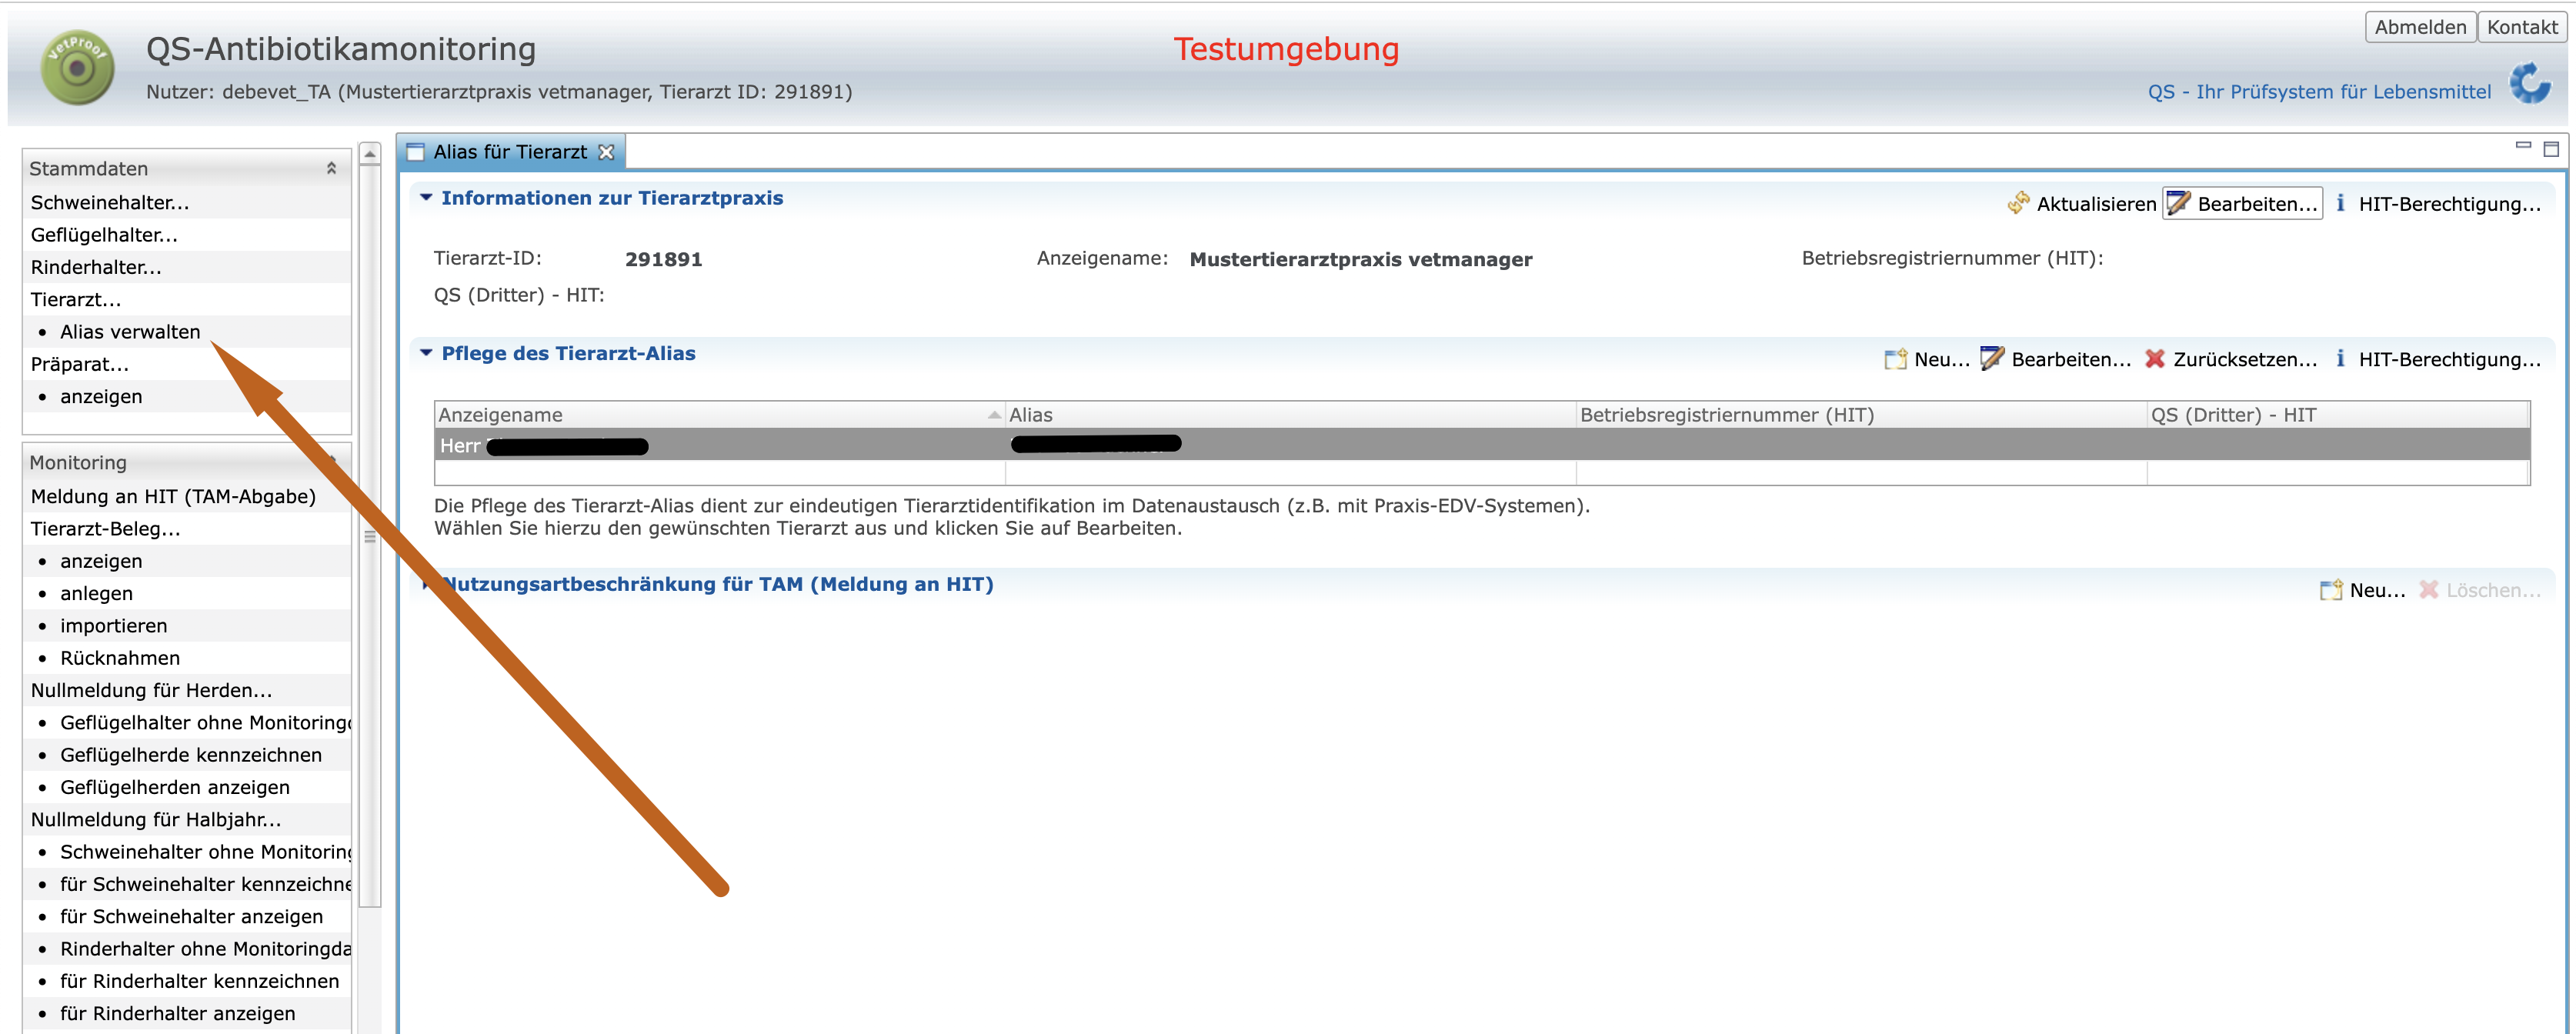 Abmelden Kontakt
VetProof
QS-Antibiotikamonitoring
Testumgebung
Nutzer: debevet_TA (Mustertierarztpraxis vetmanager, Tierarzt ID: 291891)
QS - Ihr Prüfsystem für Lebensmittel
Stammdaten
Schweinehalter...
Geflügelhalter...
Rinderhalter...
Tierarzt...
• Alias verwalten
Präparat...
• anzeigen
Monitoring
Meldung an HIT (TAM-Abgabe)
Tierarzt-Beleg...
• anzeigen
• anlegen
• importieren
• Rücknahmen
Nullmeldung für Herden...
• Geflügelhalter ohne Monitoring
• Geflügelherde kennzeichnen
• Geflügelherden anzeigen
Nullmeldung für Halbjahr...
• Schweinehalter ohne Monitoring
• für Schweinehalter kennzeichne
• für Schweinehalter anzeigen
• Rinderhalter ohne Monitoringda
• für Rinderhalter kennzeichnen
• für Rinderhalter anzeigen
Alias für Tierarzt
Informationen zur Tierarztpraxis
Aktualisieren Bearbeiten... HIT-Berechtigung...
Tierarzt-ID: 291891 Anzeigename: Mustertierarztpraxis vetmanager Betriebsregistriernummer (HIT):
QS (Dritter) - HIT:
Pflege des Tierarzt-Alias
Neu... Bearbeiten... Zurücksetzen... HIT-Berechtigung...
Anzeigename Alias Betriebsregistriernummer (HIT) QS (Dritter) - HIT
Herr
Die Pflege des Tierarzt-Alias dient zur eindeutigen Tierarztidentifikation im Datenaustausch (z.B. mit Praxis-EDV-Systemen).
Wählen Sie hierzu den gewünschten Tierarzt aus und klicken Sie auf Bearbeiten.
Nutzungsartbeschränkung für TAM (Meldung an HIT)
Neu... Löschen...